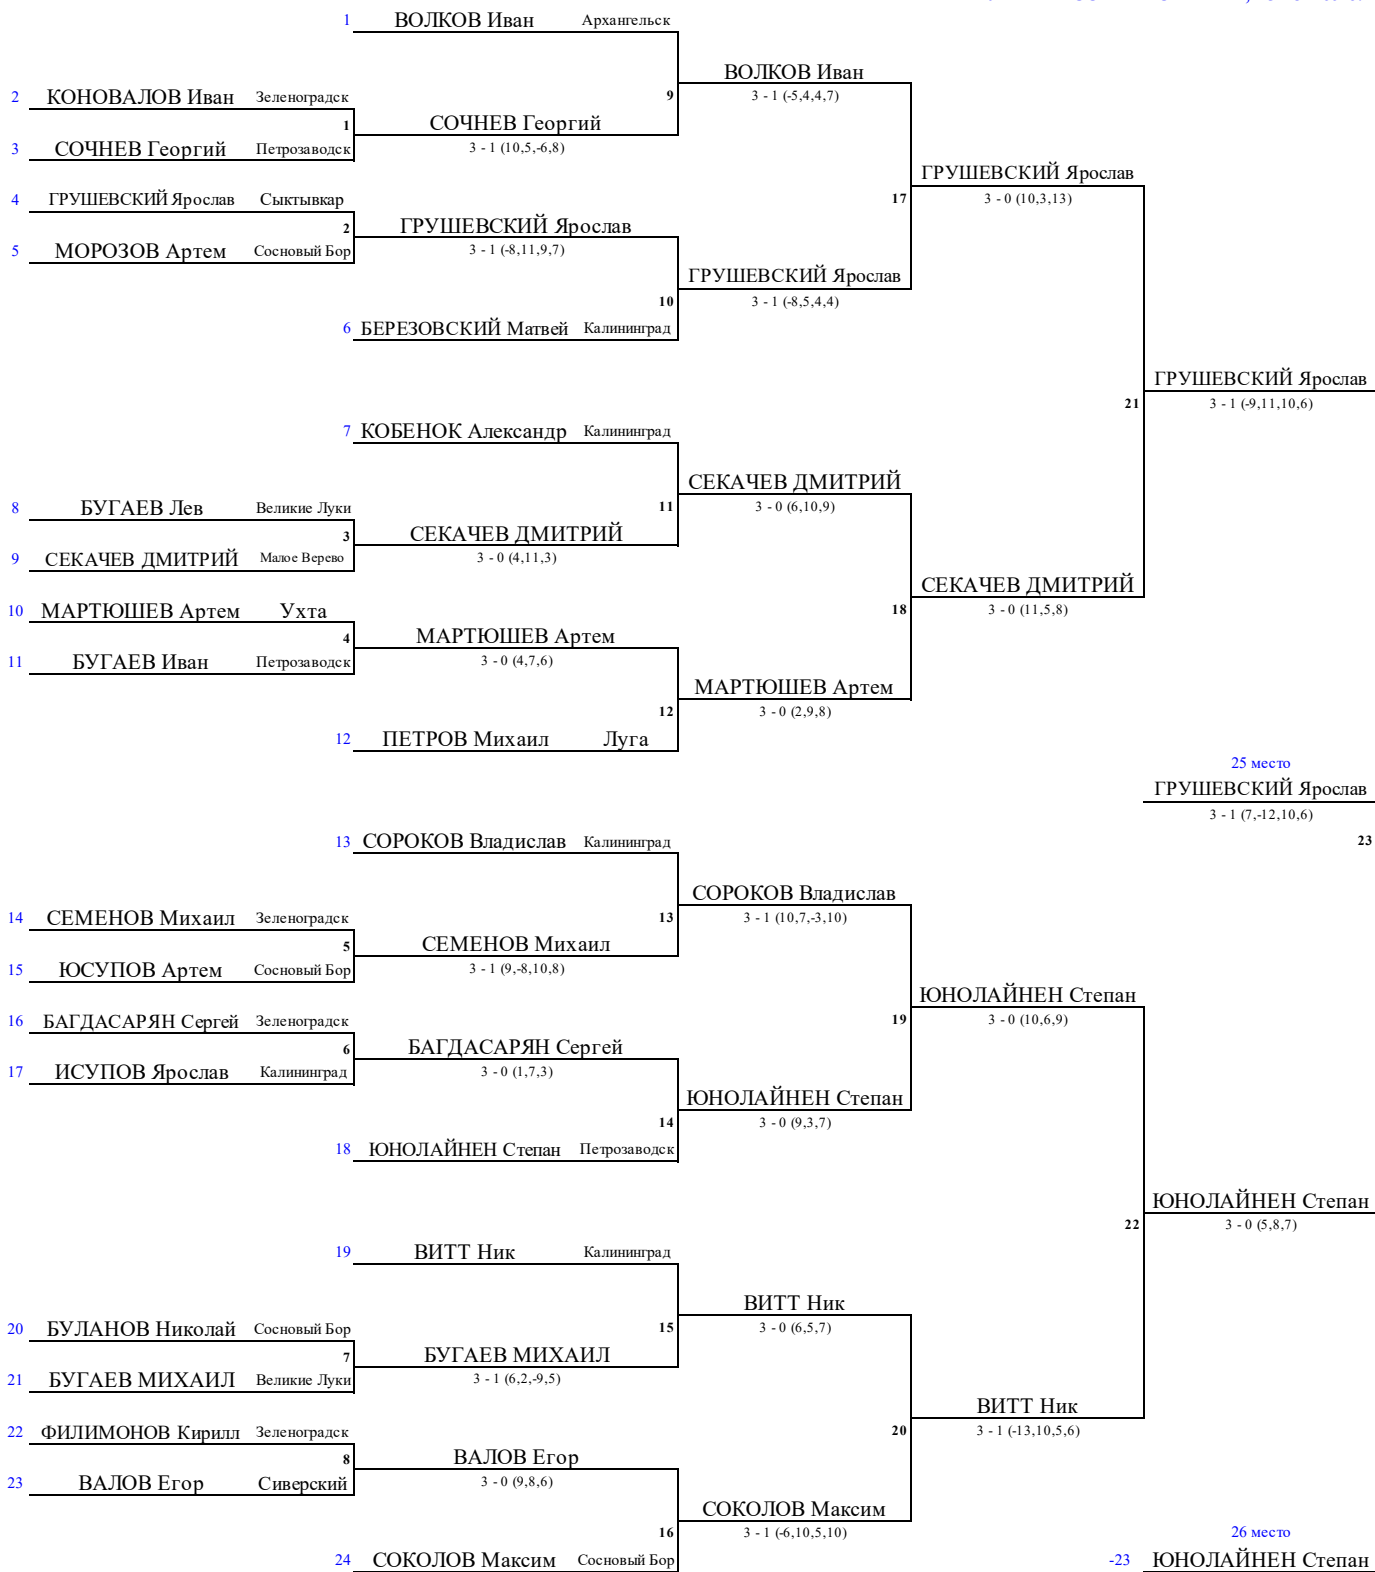 1 ВОЛКОВ Иван Архангельск
ВОЛКОВ Иван
2 КОНОВАЛОВ Иван Зеленоградск
9 3 - 1 (-5,4,4,7)
1 СОЧНЕВ Георгий
3 СОЧНЕВ Георгий Петрозаводск
3 - 1 (10,5,-6,8)
ГРУШЕВСКИЙ Ярослав
4 ГРУШЕВСКИЙ Ярослав Сыктывкар
17 3 - 0 (10,3,13)
2 ГРУШЕВСКИЙ Ярослав
5 МОРОЗОВ Артем Сосновый Бор
3 - 1 (-8,11,9,7)
ГРУШЕВСКИЙ Ярослав
10 3 - 1 (-8,5,4,4)
6 БЕРЕЗОВСКИЙ Матвей Калининград
ГРУШЕВСКИЙ Ярослав
21 3 - 1 (-9,11,10,6)
7 КОБЕНОК Александр Калининград
СЕКАЧЕВ ДМИТРИЙ
8 БУГАЕВ Лев Великие Луки
11 3 - 0 (6,10,9)
3 СЕКАЧЕВ ДМИТРИЙ
9 СЕКАЧЕВ ДМИТРИЙ Малое Верево
3 - 0 (4,11,3)
СЕКАЧЕВ ДМИТРИЙ
10 МАРТЮШЕВ Артем Ухта
18 3 - 0 (11,5,8)
4 МАРТЮШЕВ Артем
11 БУГАЕВ Иван Петрозаводск
3 - 0 (4,7,6)
МАРТЮШЕВ Артем
12 3 - 0 (2,9,8)
12 ПЕТРОВ Михаил Луга
25 место
ГРУШЕВСКИЙ Ярослав
3 - 1 (7,-12,10,6)
23
13 СОРОКОВ Владислав Калининград
СОРОКОВ Владислав
14 СЕМЕНОВ Михаил Зеленоградск
13 3 - 1 (10,7,-3,10)
5 СЕМЕНОВ Михаил
15 ЮСУПОВ Артем Сосновый Бор
3 - 1 (9,-8,10,8)
ЮНОЛАЙНЕН Степан
16 БАГДАСАРЯН Сергей Зеленоградск
19 3 - 0 (10,6,9)
6 БАГДАСАРЯН Сергей
17 ИСУПОВ Ярослав Калининград
3 - 0 (1,7,3)
ЮНОЛАЙНЕН Степан
14 3 - 0 (9,3,7)
18 ЮНОЛАЙНЕН Степан Петрозаводск
ЮНОЛАЙНЕН Степан
22 3 - 0 (5,8,7)
19 ВИТТ Ник Калининград
ВИТТ Ник
20 БУЛАНОВ Николай Сосновый Бор
15 3 - 0 (6,5,7)
7 БУГАЕВ МИХАИЛ
21 БУГАЕВ МИХАИЛ Великие Луки
3 - 1 (6,2,-9,5)
ВИТТ Ник
22 ФИЛИМОНОВ Кирилл Зеленоградск
20 3 - 1 (-13,10,5,6)
8 ВАЛОВ Егор
23 ВАЛОВ Егор Сиверский
3 - 0 (9,8,6)
СОКОЛОВ Максим
16 3 - 1 (-6,10,5,10)
26 место
24 СОКОЛОВ Максим Сосновый Бор
-23 ЮНОЛАЙНЕН Степан